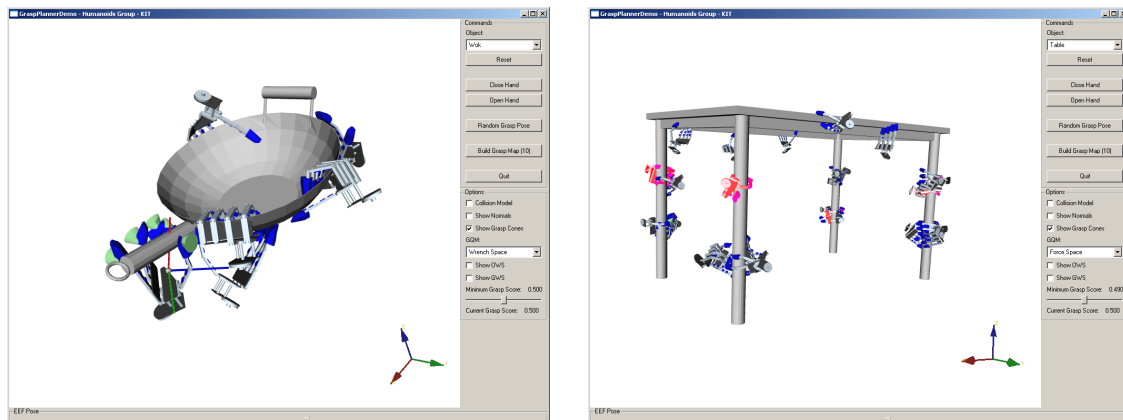 GraspPlannerDemo - Humanoids Group - KIT
Commands
Object:
Wok
Reset
Close Hand
Open Hand
Random Grasp Pose
Build Grasp Map (10)
Quit
Options
Collision Model
Show Normals
Show Grasp Cones
GQM:
Wrench Space
Show OWS
Show GWS
Minimum Grasp Score: 0.500
Current Grasp Score: 0.500
EEF Pose
GraspPlannerDemo - Humanoids Group - KIT
Commands
Object:
Table
Reset
Close Hand
Open Hand
Random Grasp Pose
Build Grasp Map (10)
Quit
Options
Collision Model
Show Normals
Show Grasp Cones
GQM:
Force Space
Show OWS
Show GWS
Minimum Grasp Score: 0.490
Current Grasp Score: 0.500
EEF Pose